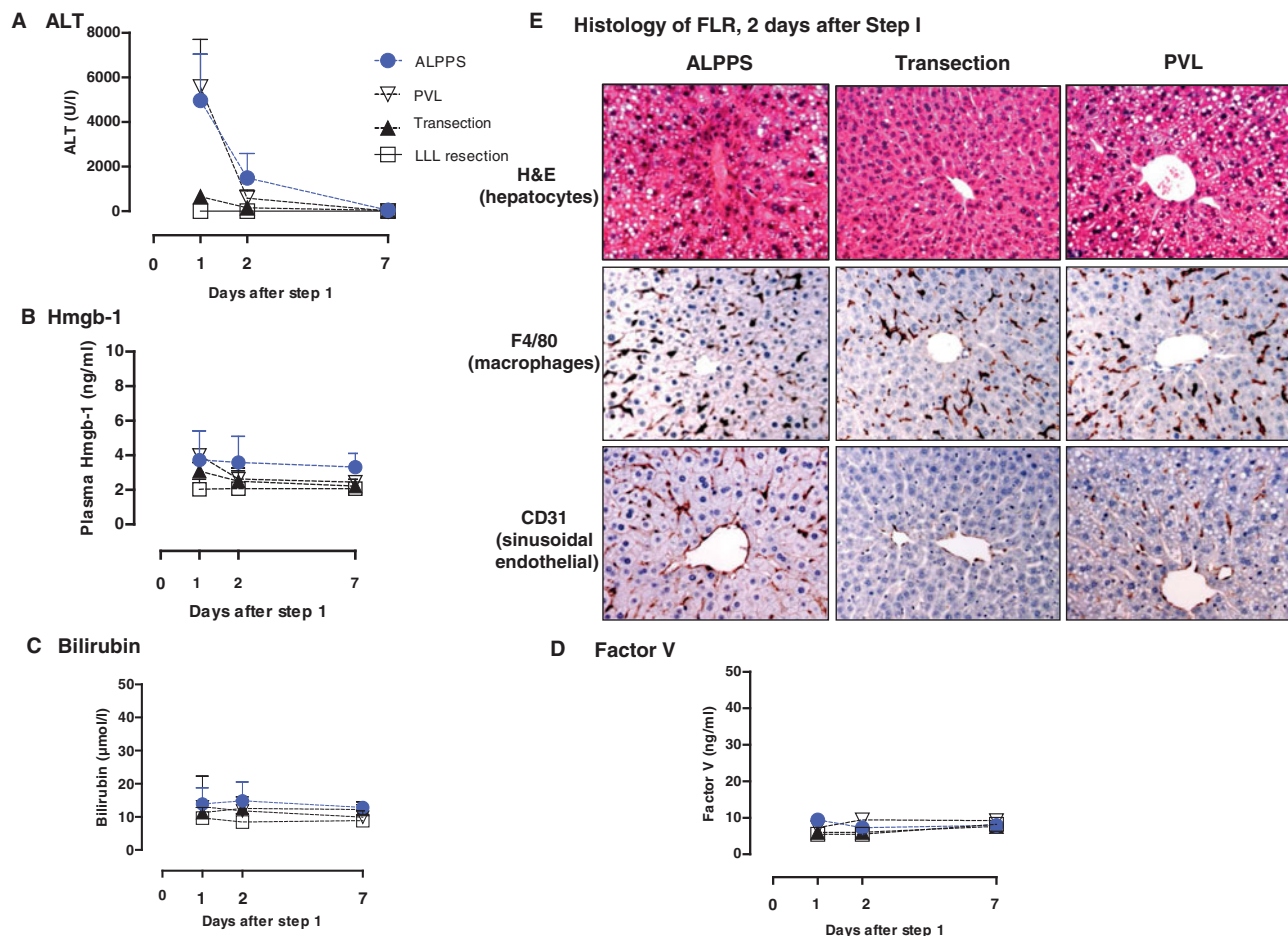 A ALT
8000
6000
4000
2000
0
ALT (U/l)
0 1 2 7
Days after step 1
ALPPS
PVL
Transection
LLL resection
B Hmgb-1
10
8
6
4
2
0
Plasma Hmgb-1 (ng/ml)
0 1 2 7
Days after step 1
C Bilirubin
50
40
30
20
10
0
Bilirubin (µmol/l)
0 1 2 7
Days after step 1
E Histology of FLR, 2 days after Step I
ALPPS Transection PVL
H&E
(hepatocytes)
F4/80
(macrophages)
CD31
(sinusoidal
endothelial)
D Factor V
50
40
30
20
10
0
Factor V (ng/ml)
0 1 2 7
Days after step 1